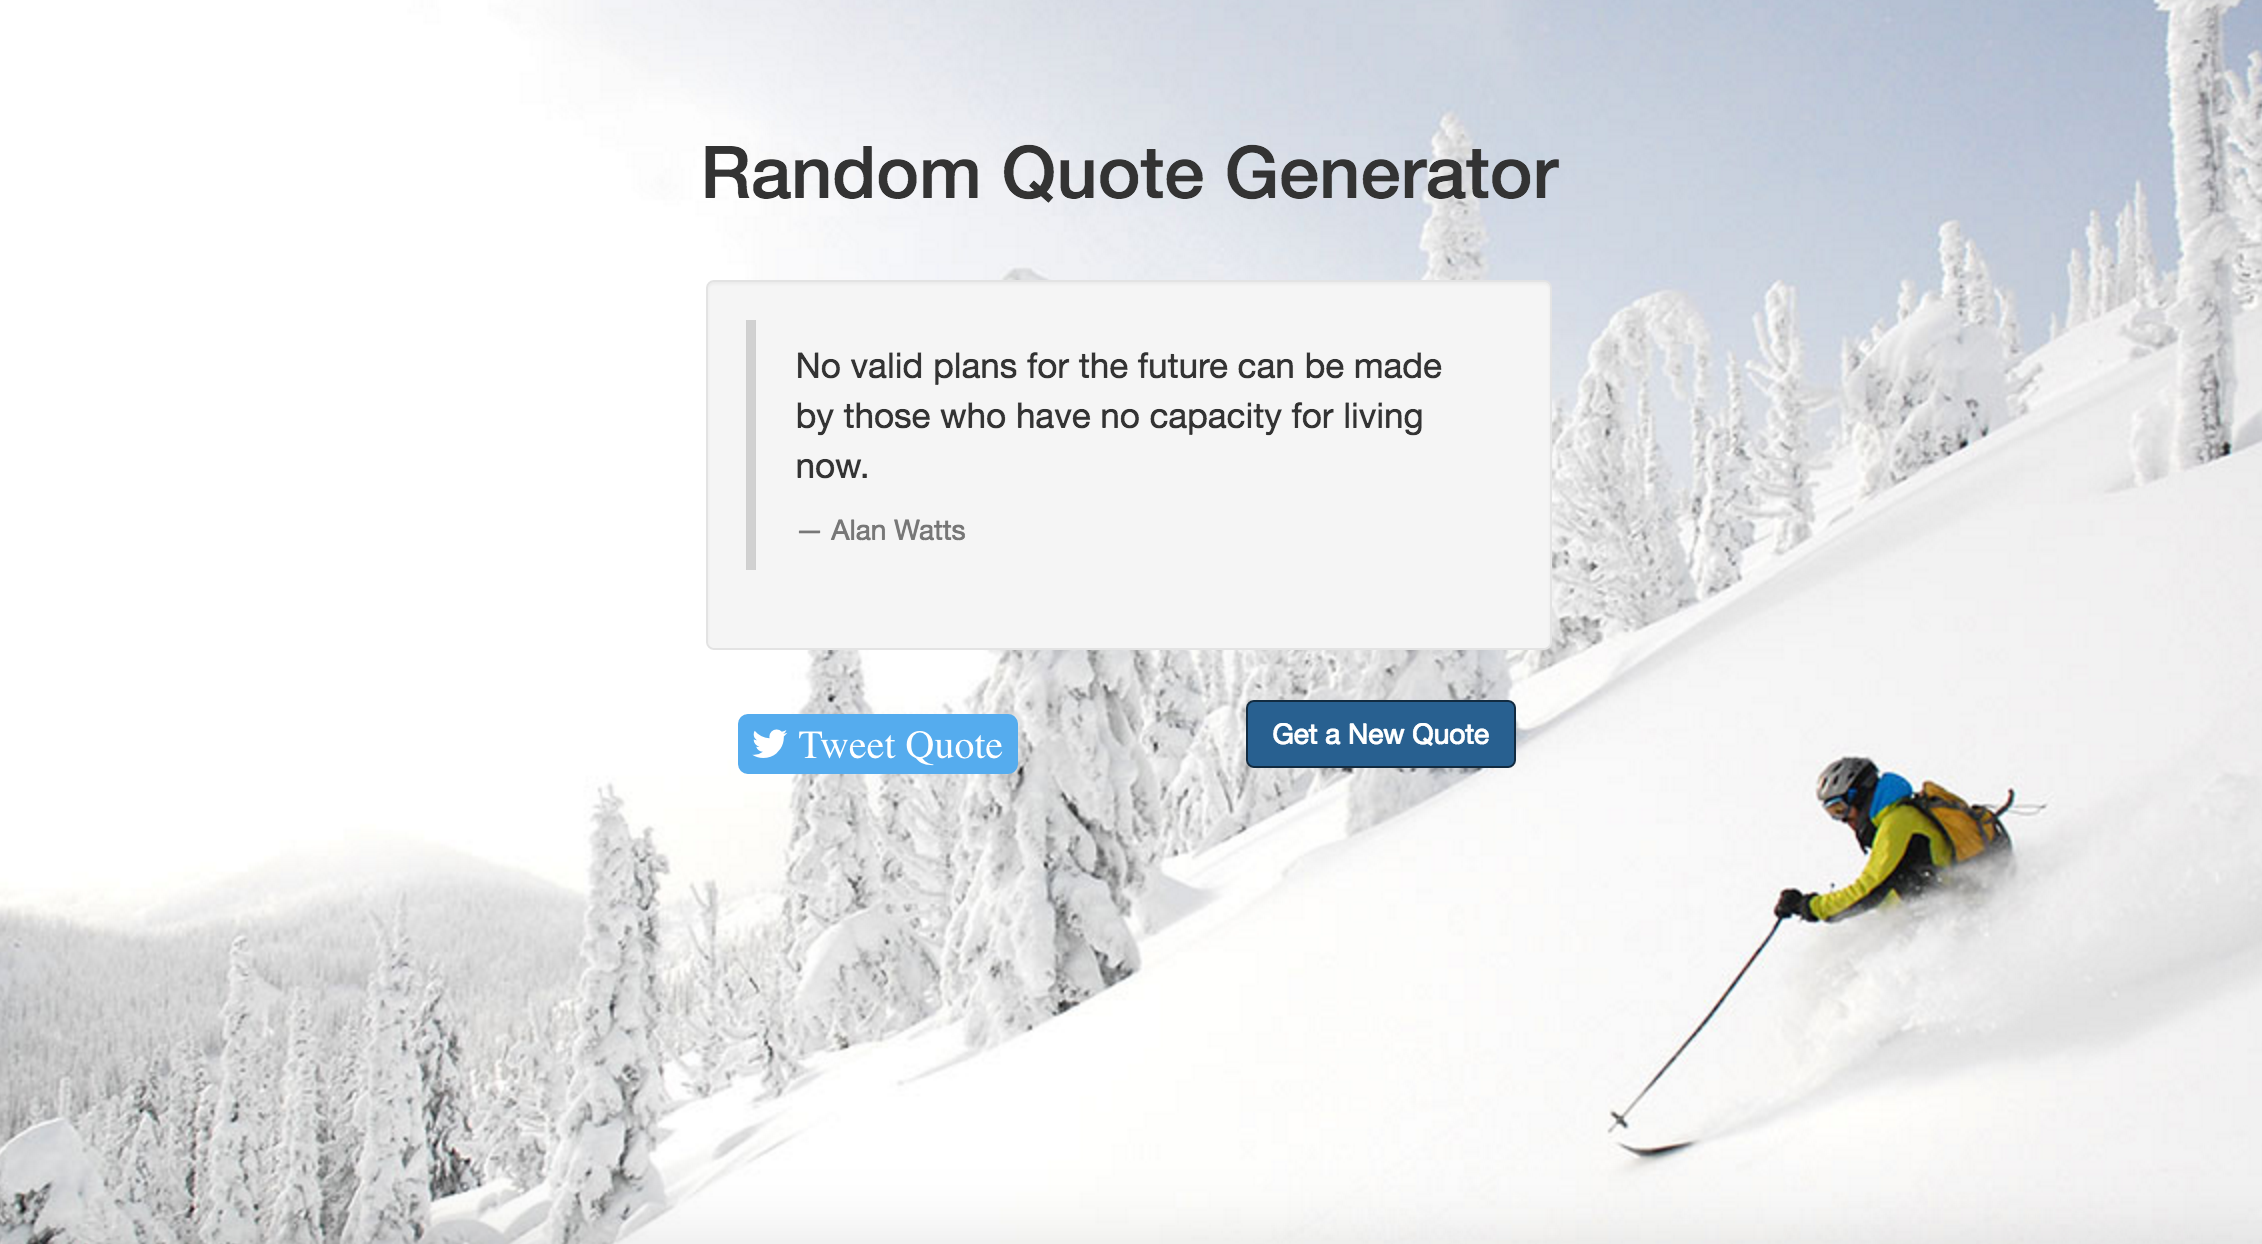 Random Quote Generator
No valid plans for the future can be made
by those who have no capacity for living
now.
— Alan Watts
Tweet Quote
Get a New Quote